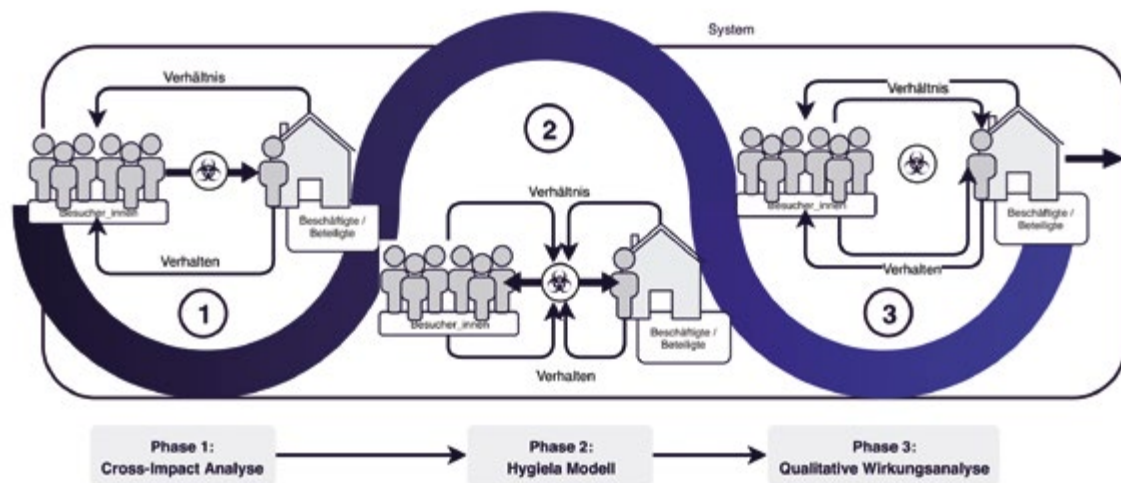 System
Verhältnis
Besucher_innen
Beschäftigte /
Beteiligte
Verhalten
1
2
Verhältnis
Besucher_innen
Beschäftigte /
Beteiligte
Verhalten
Verhältnis
Besucher_innen
Beschäftigte /
Beteiligte
Verhalten
3
Phase 1:
Cross-Impact Analyse
Phase 2:
Hygiela Modell
Phase 3:
Qualitative Wirkungsanalyse